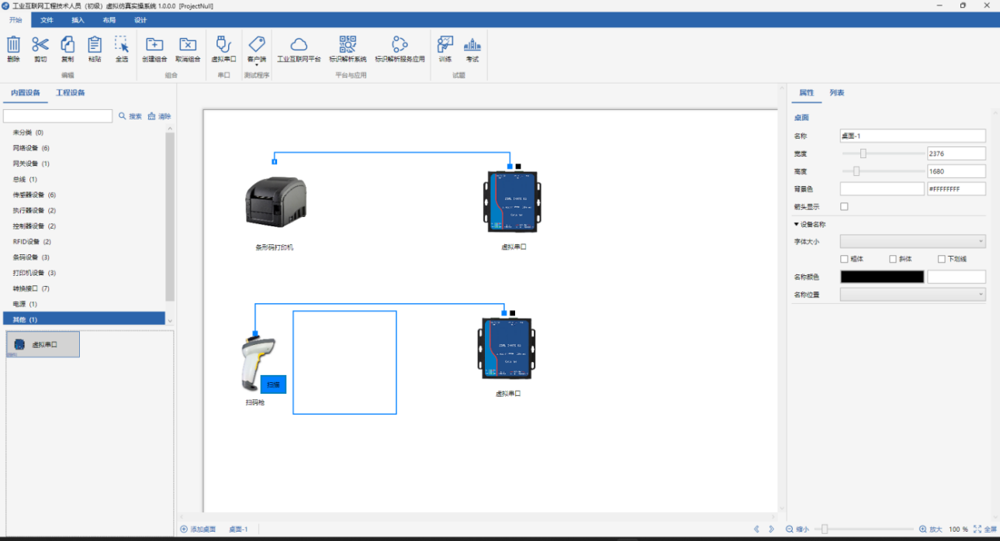 工业互联网工程技术人员（初级）虚拟仿真实操系统 1.0.0.0 [ProjectNull]
开始 文件 插入 布局 设计
删除 剪切 复制 粘贴 全选 创建组合 取消组合 虚拟串口 客户端 工业互联网平台 标识解析系统 标识解析服务应用 训练 考试
编辑 组合 串口 测试程序 平台与应用 试题
内置设备 工程设备
搜索 清除
未分类 (0)
网络设备 (6)
网关设备 (1)
总线 (1)
传感器设备 (6)
执行器设备 (2)
控制器设备 (2)
RFID设备 (2)
条码设备 (3)
打印机设备 (3)
转换接口 (7)
电源 (1)
其他 (1)
虚拟串口
条形码打印机
虚拟串口
扫描
扫码枪
虚拟串口
添加桌面 桌面-1
属性 列表
桌面
名称 桌面-1
宽度 2376
高度 1680
背景色 #FFFFFFFF
箭头显示
设备名称
字体大小
粗体 斜体 下划线
名称颜色
名称位置
缩小 放大 100 % 全屏